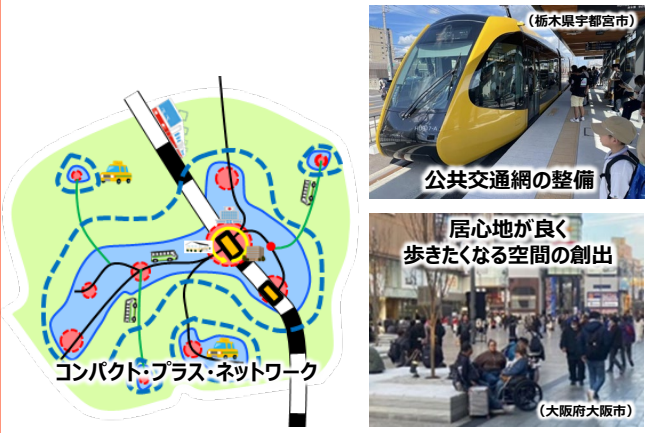 コンパクト・プラス・ネットワーク
（栃木県宇都宮市）
公共交通網の整備
居心地が良く
歩きたくなる空間の創出
（大阪府大阪市）